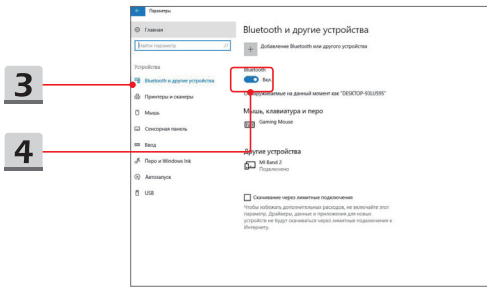 Параметры
Главная
Найти параметр
Устройства
Bluetooth и другие устройства
Принтеры и сканеры
Мышь
Сенсорная панель
Ввод
Перо и Windows Ink
Автозапуск
USB
3
4
Bluetooth и другие устройства
Добавление Bluetooth или другого устройства
Bluetooth
Вкл.
Обнаруживаемые на данный момент как "DESKTOP-93LUS9S"
Мышь, клавиатура и перо
Gaming Mouse
Другие устройства
MI Band 2
Подключено
Скачивание через лимитные подключения
Чтобы избежать дополнительных расходов, не включайте этот
параметр. Драйверы, данные и приложения для новых
устройств не будут скачиваться через лимитные подключения к
Интернету.